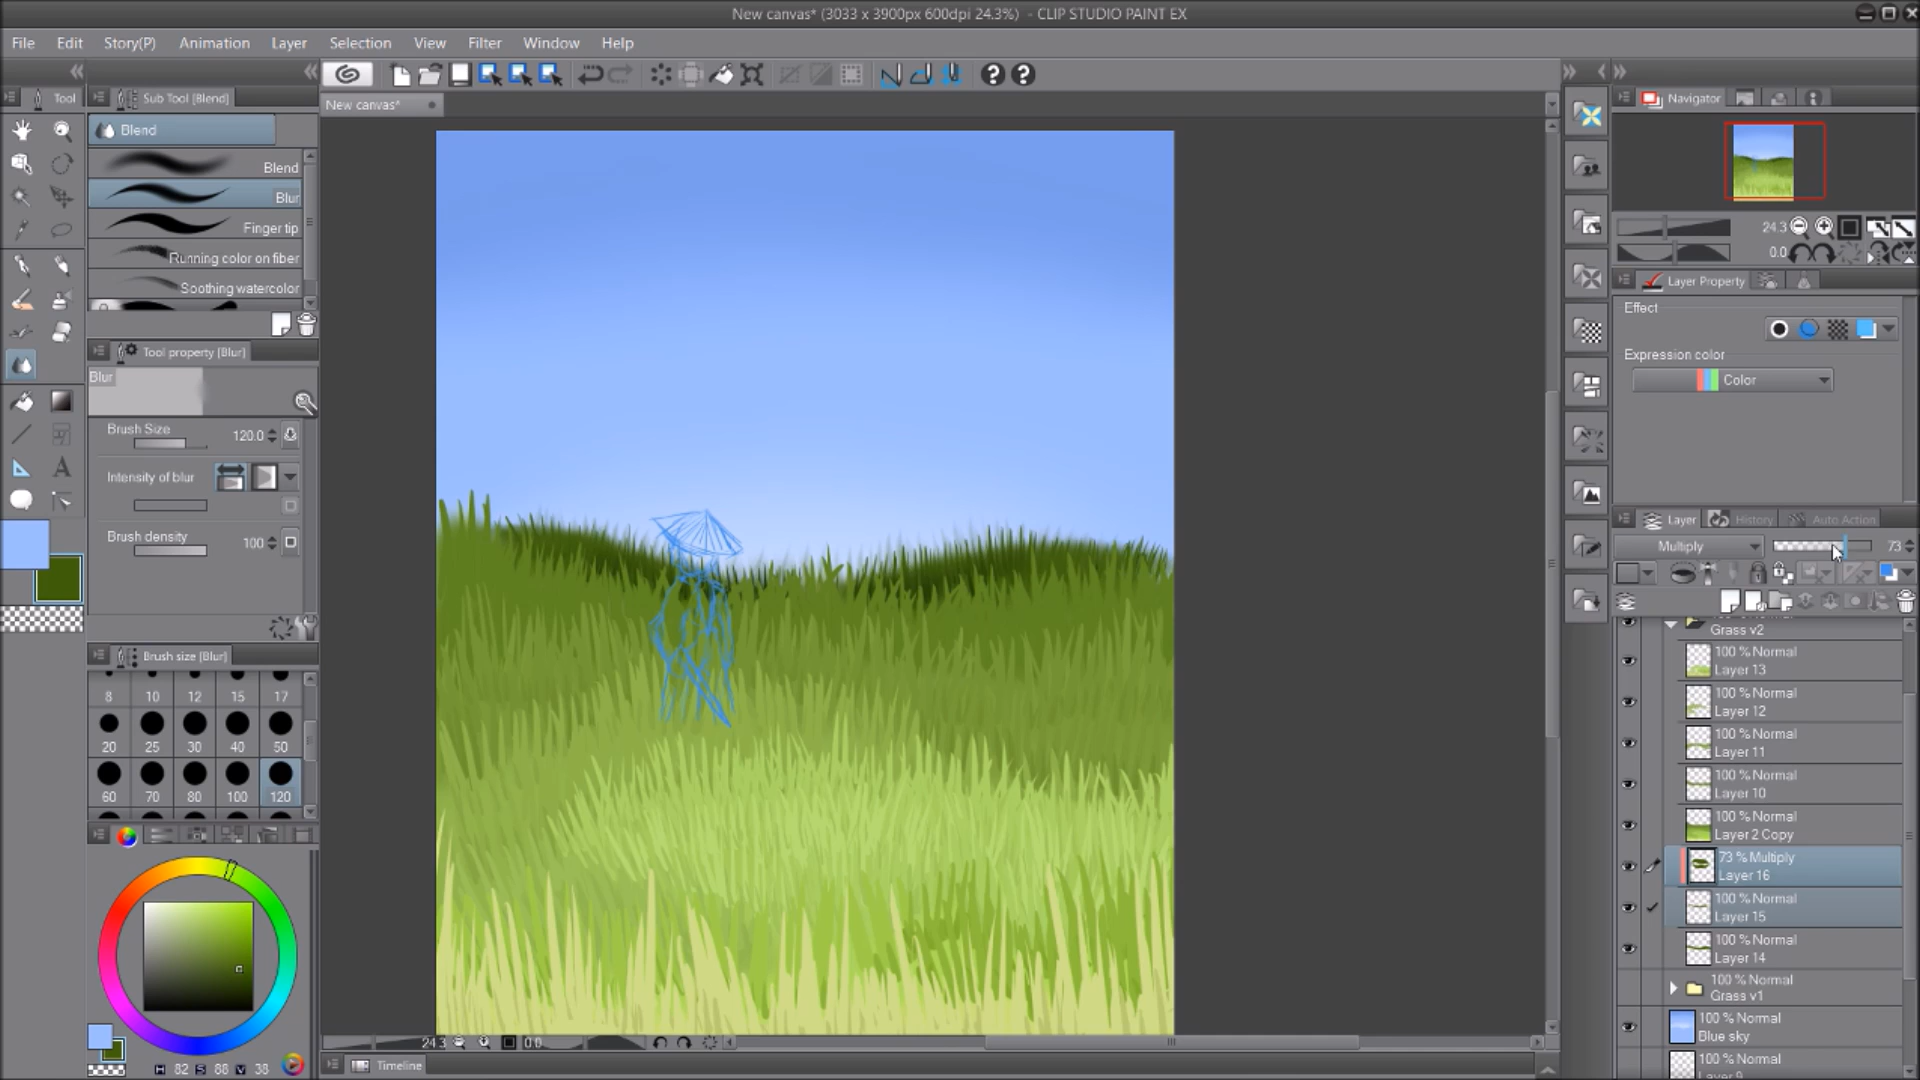 New canvas* (3033 x 3900px 600dpi 24.3%) - CLIP STUDIO PAINT EX
File Edit Story(P) Animation Layer Selection View Filter Window Help
Tool
Sub Tool [Blend]
New canvas*
Navigator
Blend
Blend
Blur
Finger tip
Running color on fiber
Soothing watercolor
24.3
0.0
Layer Property
Effect
Expression color
Color
Tool property [Blur]
Blur
Brush Size 120.0
Intensity of blur
Brush density 100
Layer History Auto Action
Multiply 73
Grass v2
100 % Normal
Layer 13
100 % Normal
Layer 12
100 % Normal
Layer 11
100 % Normal
Layer 10
100 % Normal
Layer 2 Copy
73 % Multiply
Layer 16
100 % Normal
Layer 15
100 % Normal
Layer 14
100 % Normal
Grass v1
100 % Normal
Blue sky
100 % Normal
Brush size [Blur]
8 10 12 15 17
20 25 30 40 50
60 70 80 100 120
H 82 S 88 V 38
24.3 0.0
Timeline